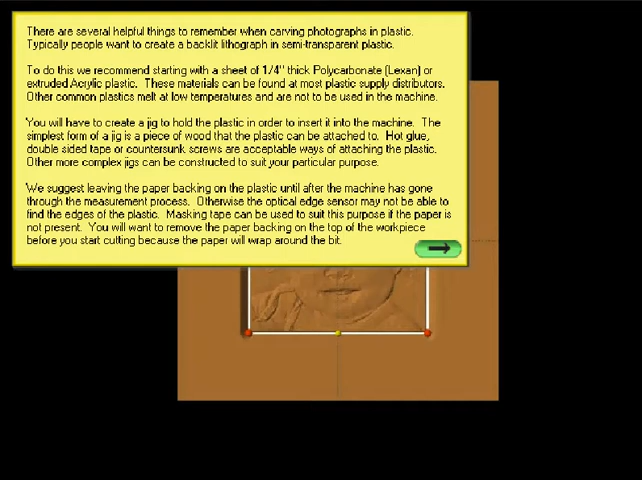 There are several helpful things to remember when carving photographs in plastic.
Typically people want to create a backlit lithograph in semi-transparent plastic.
To do this we recommend starting with a sheet of 1/4" thick Polycarbonate (Lexan) or
extruded Acrylic plastic. These materials can be found at most plastic supply distributors.
Other common plastics melt at low temperatures and are not to be used in the machine.
You will have to create a jig to hold the plastic in order to insert it into the machine. The
simplest form of a jig is a piece of wood that the plastic can be attached to. Hot glue,
double sided tape or countersunk screws are acceptable ways of attaching the plastic.
Other more complex jigs can be constructed to suit your particular purpose.
We suggest leaving the paper backing on the plastic until after the machine has gone
through the measurement process. Otherwise the optical edge sensor may not be able to
find the edges of the plastic. Masking tape can be used to suit this purpose if the paper is
not present. You will want to remove the paper backing on the top of the workpiece
before you start cutting because the paper will wrap around the bit.